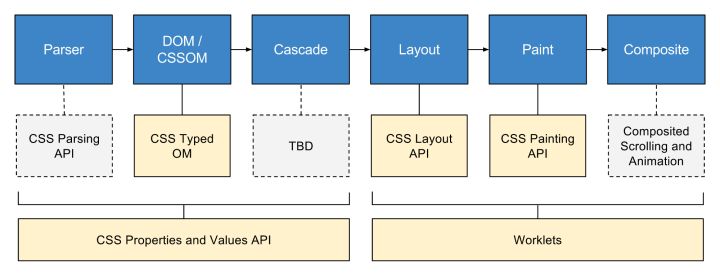 Parser
DOM /
CSSOM
Cascade
Layout
Paint
Composite
CSS Parsing
API
CSS Typed
OM
TBD
CSS Layout
API
CSS Painting
API
Composited
Scrolling and
Animation
CSS Properties and Values API
Worklets